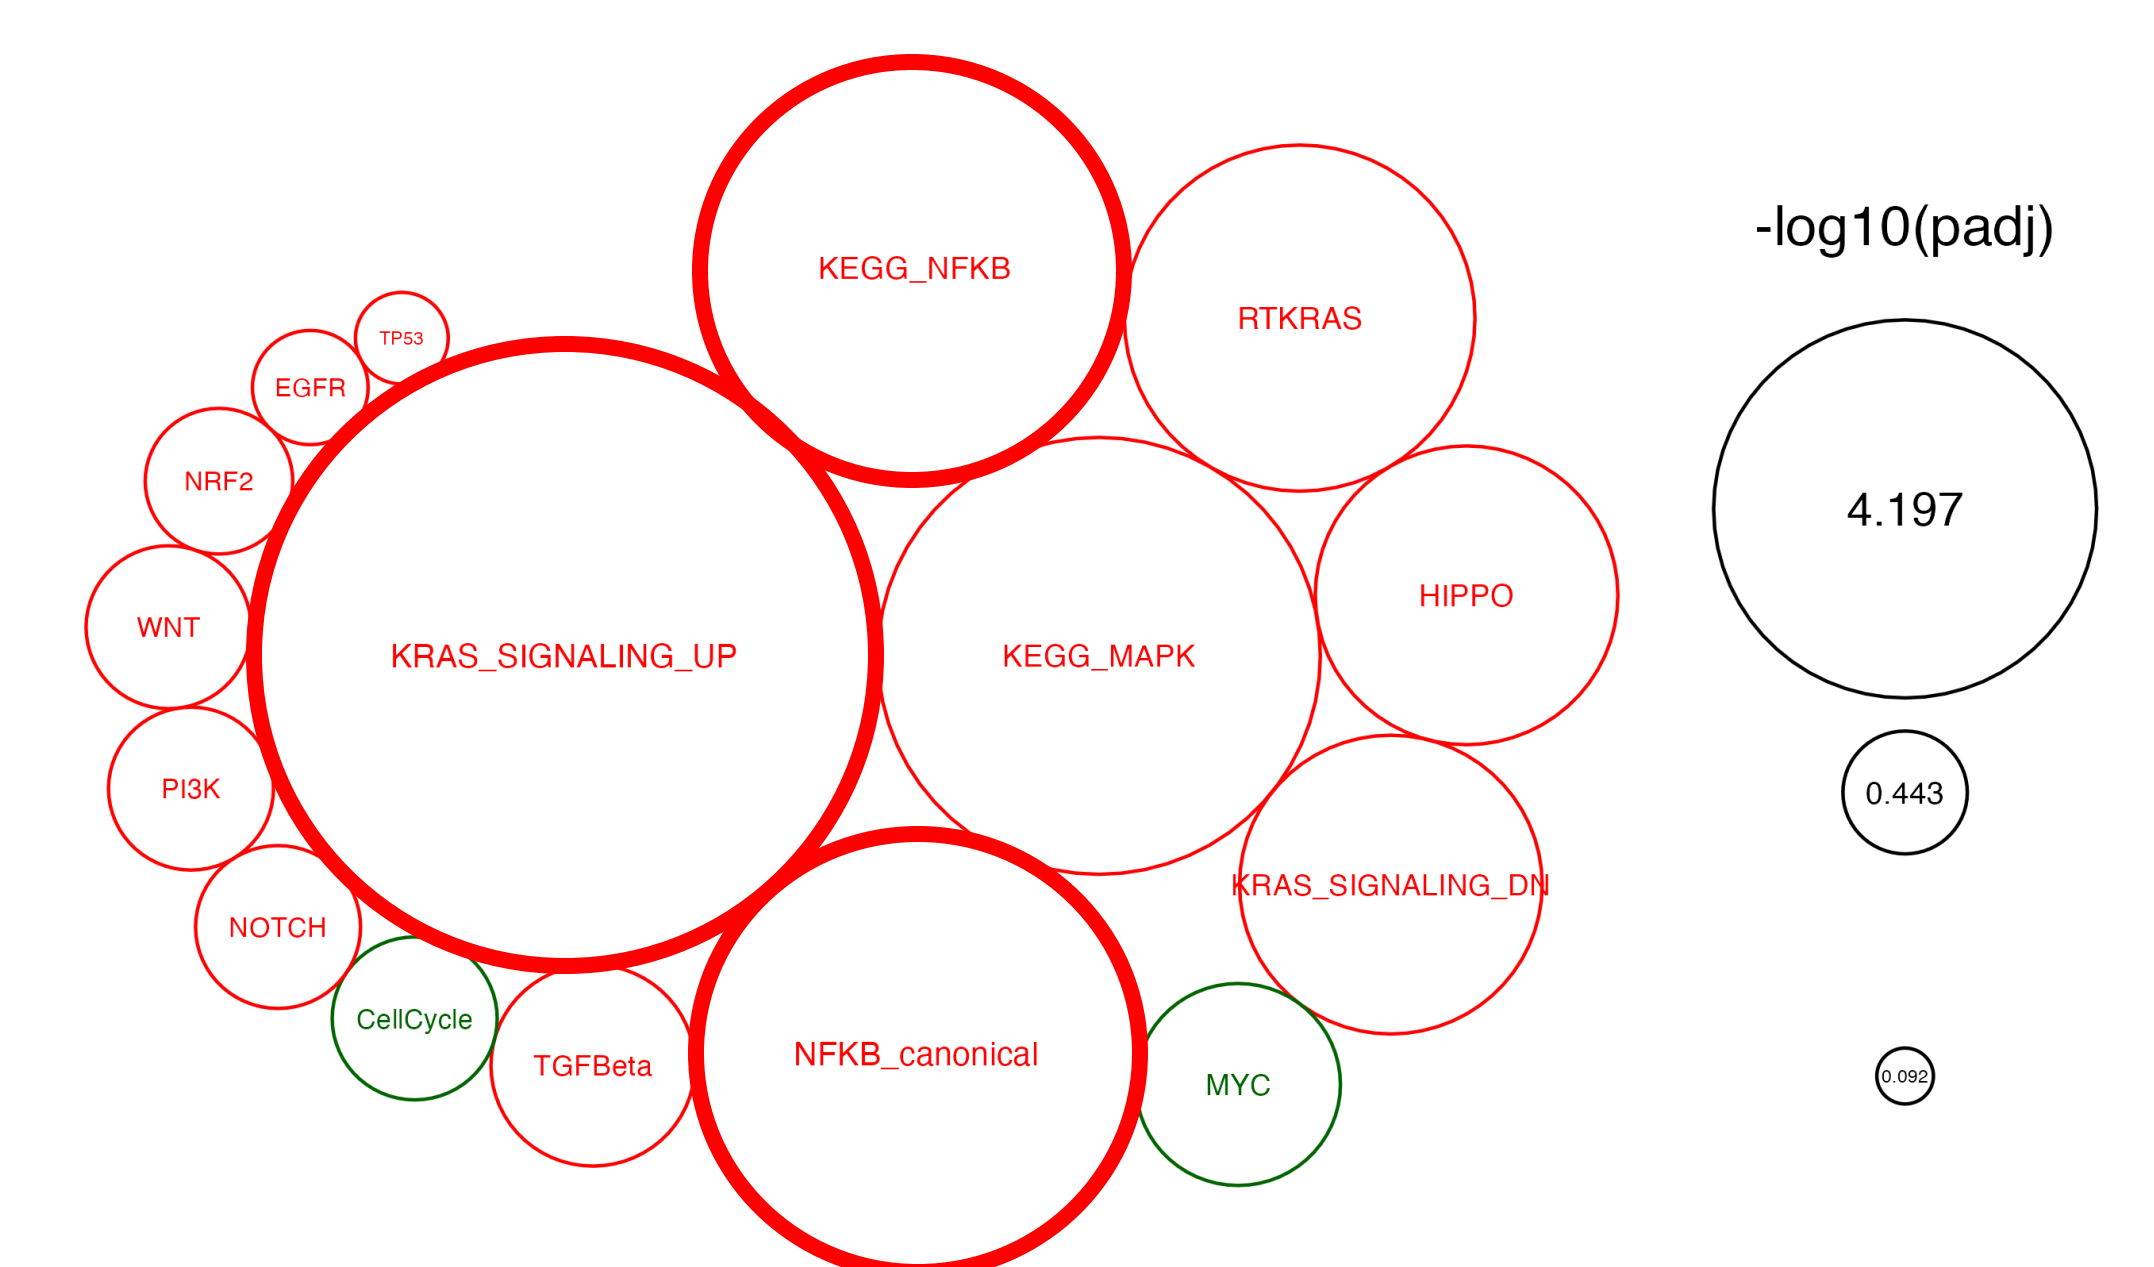 KEGG_NFKB
RTKRAS
TP53
EGFR
NRF2
HIPPO
WNT
KRAS_SIGNALING_UP
KEGG_MAPK
PI3K
KRAS_SIGNALING_DN
NOTCH
CellCycle
TGFBeta
NFKB_canonical
MYC
-log10(padj)
4.197
0.443
0.092